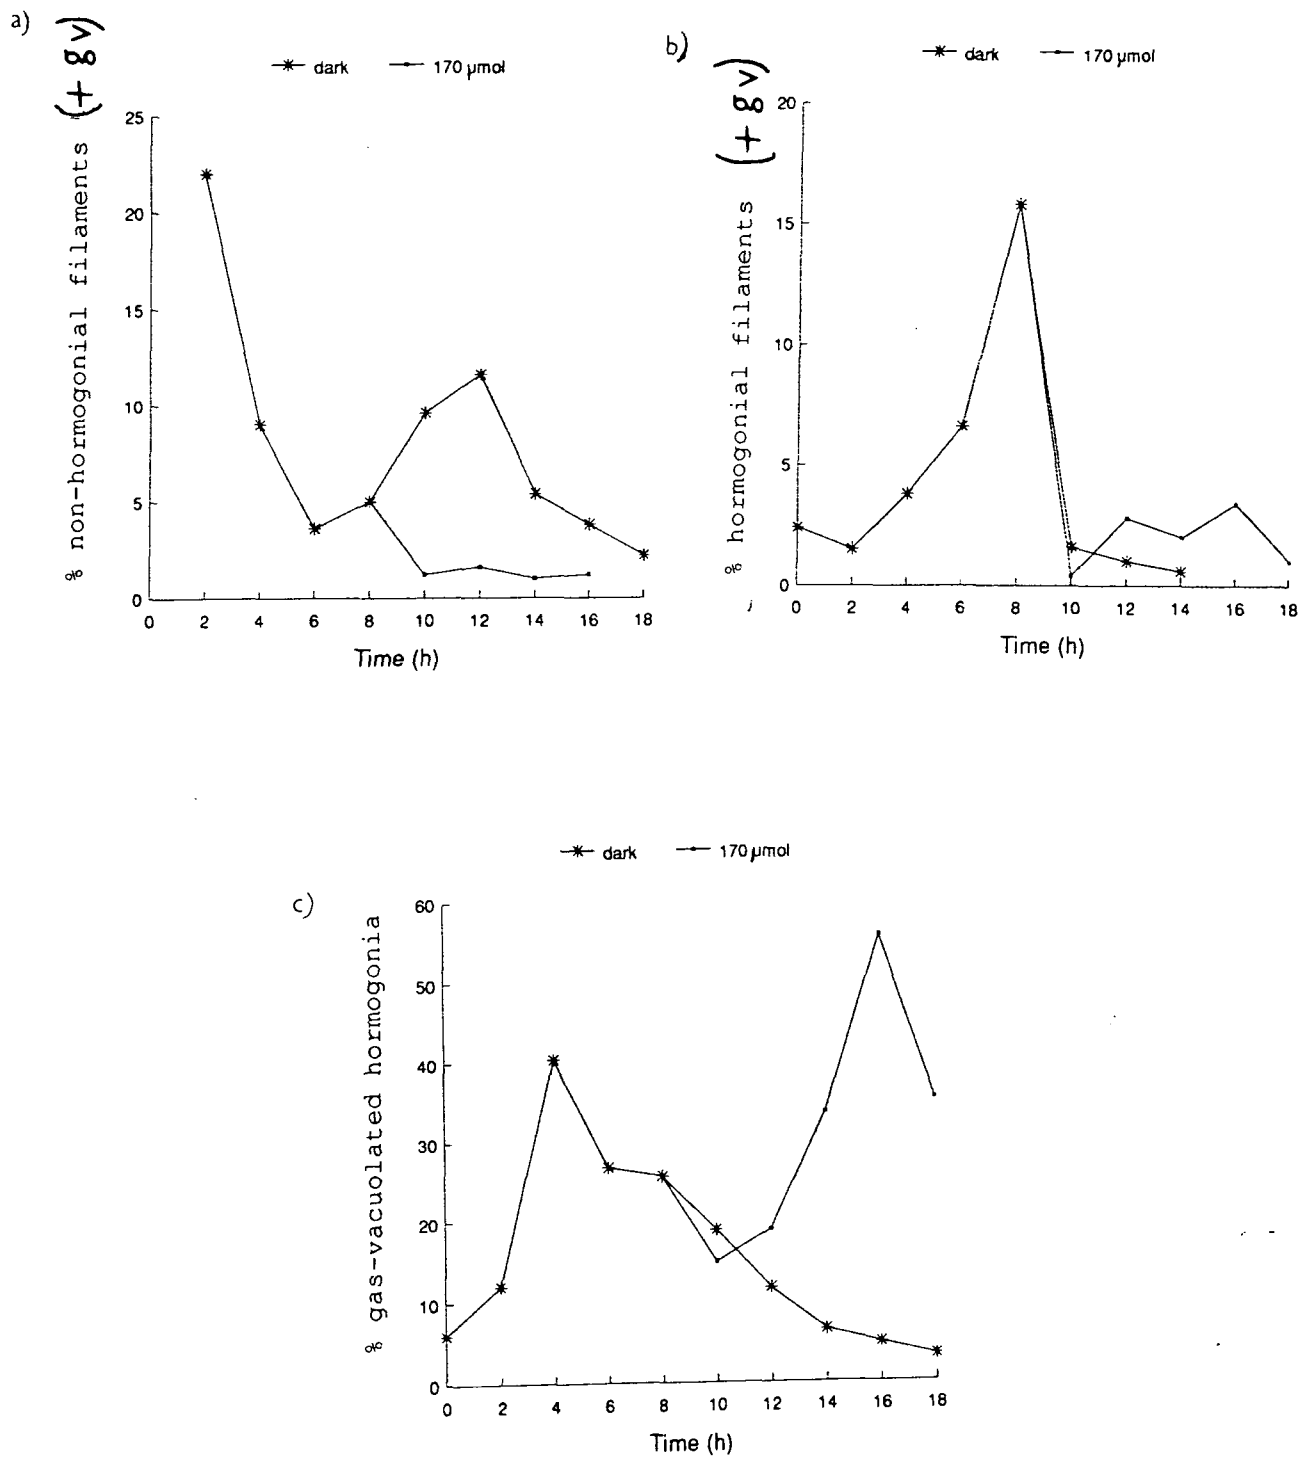 a)
% non-hormogonial filaments (+ gv)
dark 170 µmol
25
20
15
10
5
0
0 2 4 6 8 10 12 14 16 18
Time (h)
b)
% hormogonial filaments (+ gv)
dark 170 µmol
20
15
10
5
0
0 2 4 6 8 10 12 14 16 18
Time (h)
c)
% gas-vacuolated hormogonia
dark 170 µmol
60
50
40
30
20
10
0
0 2 4 6 8 10 12 14 16 18
Time (h)